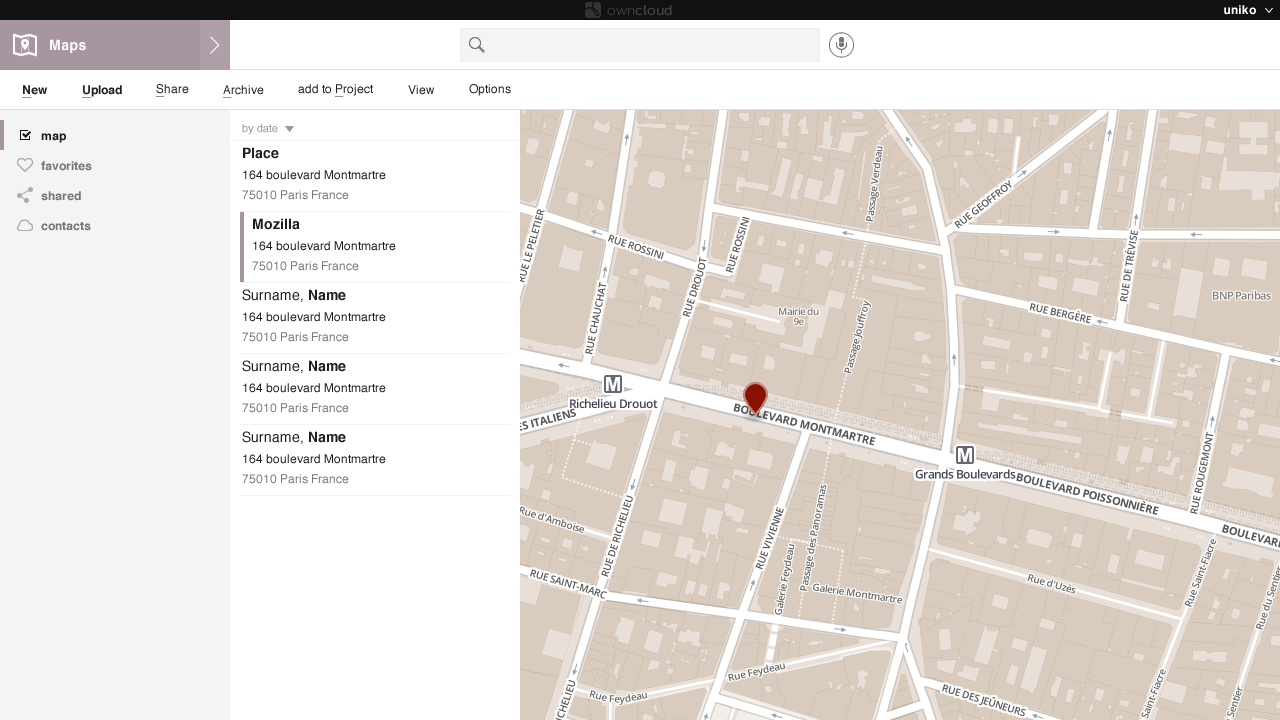 owncloud
uniko
Maps
New
Upload
Share
Archive
add to Project
View
Options
map
favorites
shared
contacts
by date
Place
164 boulevard Montmartre
75010 Paris France
Mozilla
164 boulevard Montmartre
75010 Paris France
Surname, Name
164 boulevard Montmartre
75010 Paris France
Surname, Name
164 boulevard Montmartre
75010 Paris France
Surname, Name
164 boulevard Montmartre
75010 Paris France
Passage Verdeau
RUE GEOFFROY
RUE LE PELETIER
RUE ROSSINI
RUE ROSSINI
RUE DROUOT
RUE CHAUCHAT
RUE DE TRÉVISE
BNP Paribas
Mairie du
9e
Passage Jouffroy
RUE BERGÈRE
M
Richelieu Drouot
ES ITALIENS
BOULEVARD MONTMARTRE
M
Grands Boulevards
BOULEVARD POISSONNIÈRE
RUE ROUGEMONT
BOULEVARD
Rue d'Amboise
RUE DE RICHELIEU
RUE VIVIENNE
Passage des Panoramas
Galerie Feydeau
Galerie Montmartre
RUE SAINT-MARC
Rue d'Uzès
Rue Saint-Fiacre
Rue du Sentier
Rue Feydeau
Rue Feydeau
ICHELIEU
RUE DES JEÛNEURS
Saint-Fiacre
Sentier